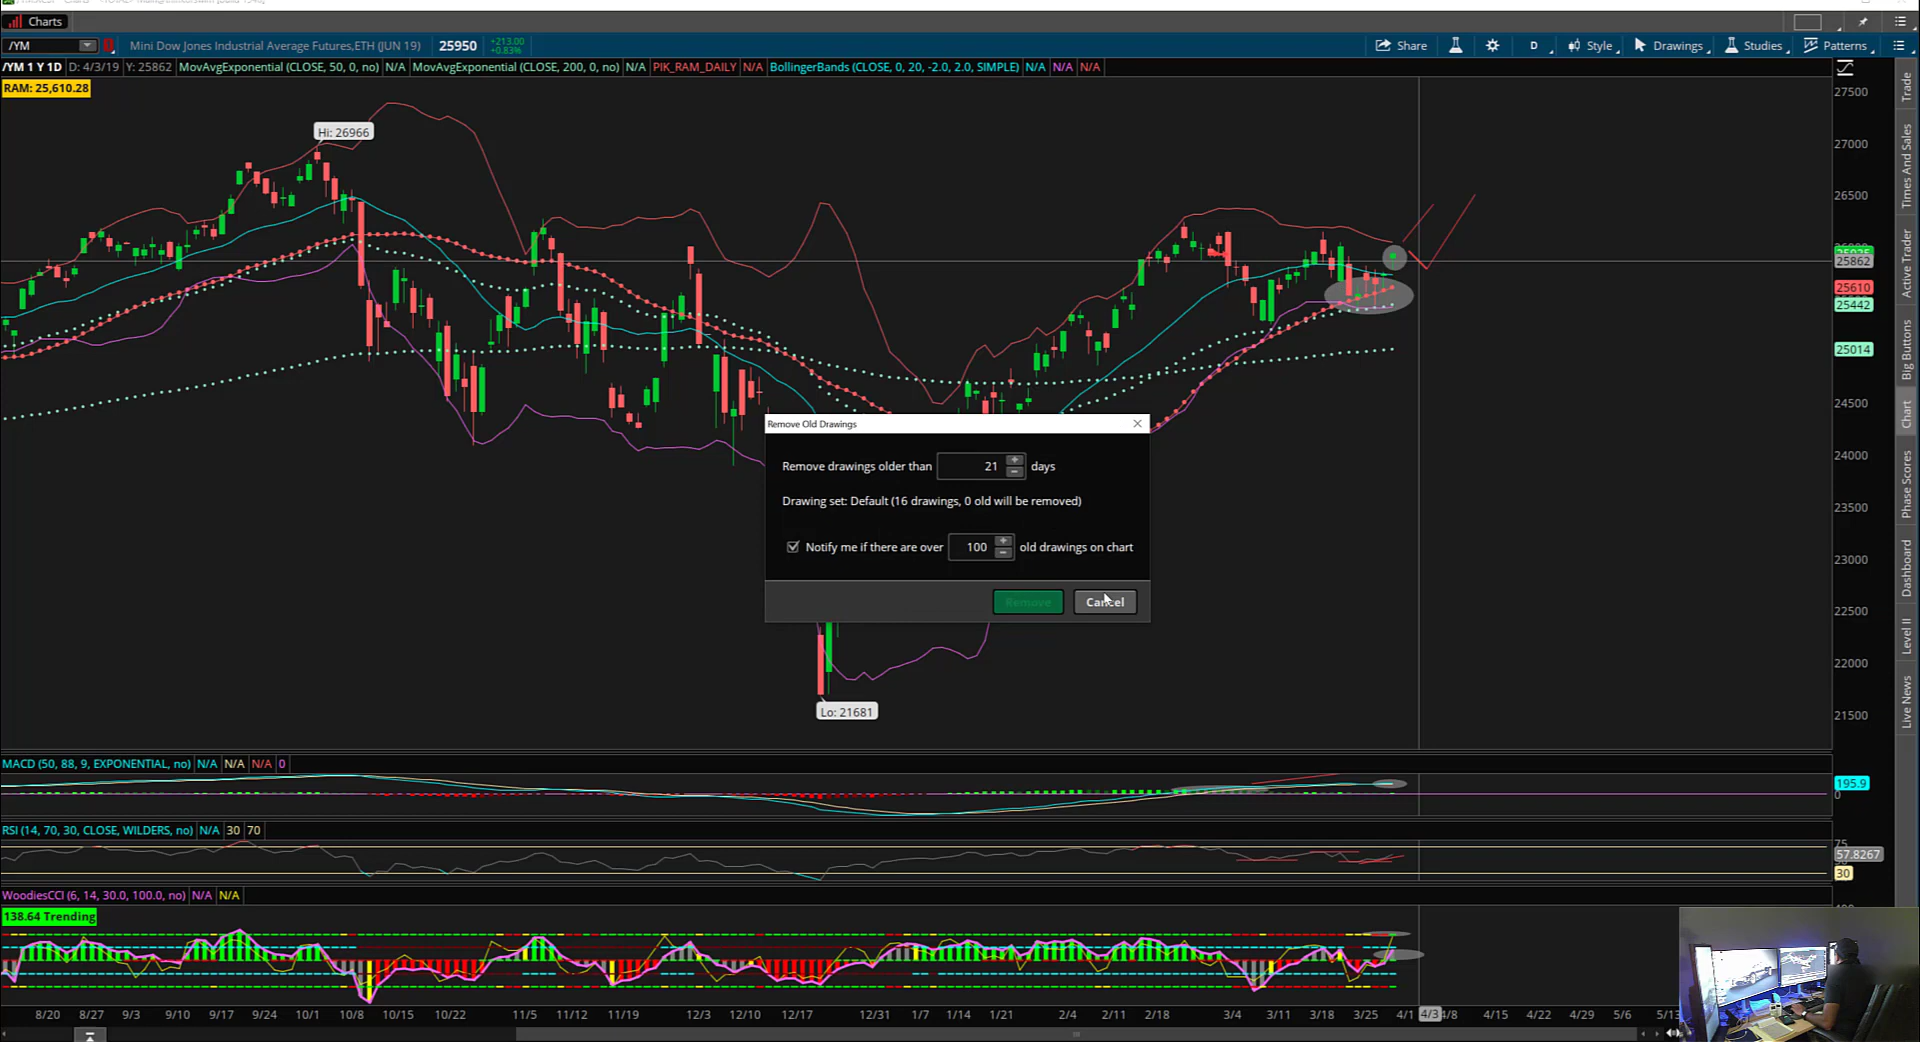 Charts
/YM
Mini Dow Jones Industrial Average Futures,ETH (JUN 19)
25950
+213.00
+0.83%
Share
D
Style
Drawings
Studies
Patterns
/YM 1 Y 1D
D: 4/3/19
Y: 25862
MovAvgExponential (CLOSE, 50, 0, no)
N/A
MovAvgExponential (CLOSE, 200, 0, no)
N/A
PIK_RAM_DAILY
N/A
BollingerBands (CLOSE, 0, 20, -2.0, 2.0, SIMPLE)
N/A
N/A
N/A
RAM: 25,610.28
Hi: 26966
27500
27000
26500
25862
25610
25442
25014
24500
24000
23500
23000
22500
22000
21500
Remove Old Drawings
Remove drawings older than 21 days
Drawing set: Default (16 drawings, 0 old will be removed)
Notify me if there are over 100 old drawings on chart
Remove
Cancel
Lo: 21681
MACD (50, 88, 9, EXPONENTIAL, no)
N/A
N/A
N/A
0
195.9
0
RSI (14, 70, 30, CLOSE, WILDERS, no)
N/A
30
70
57.8267
30
WoodiesCCI (6, 14, 30.0, 100.0, no)
N/A
N/A
138.64 Trending
8/20 8/27 9/3 9/10 9/17 9/24 10/1 10/8 10/15 10/22 11/5 11/12 11/19 12/3 12/10 12/17 12/31 1/7 1/14 1/21 2/4 2/11 2/18 3/4 3/11 3/18 3/25 4/1 4/3 4/8 4/15 4/22 4/29 5/6 5/13
Trade
Times And Sales
Active Trader
Big Buttons
Chart
Phase Scores
Dashboard
Level II
Live News